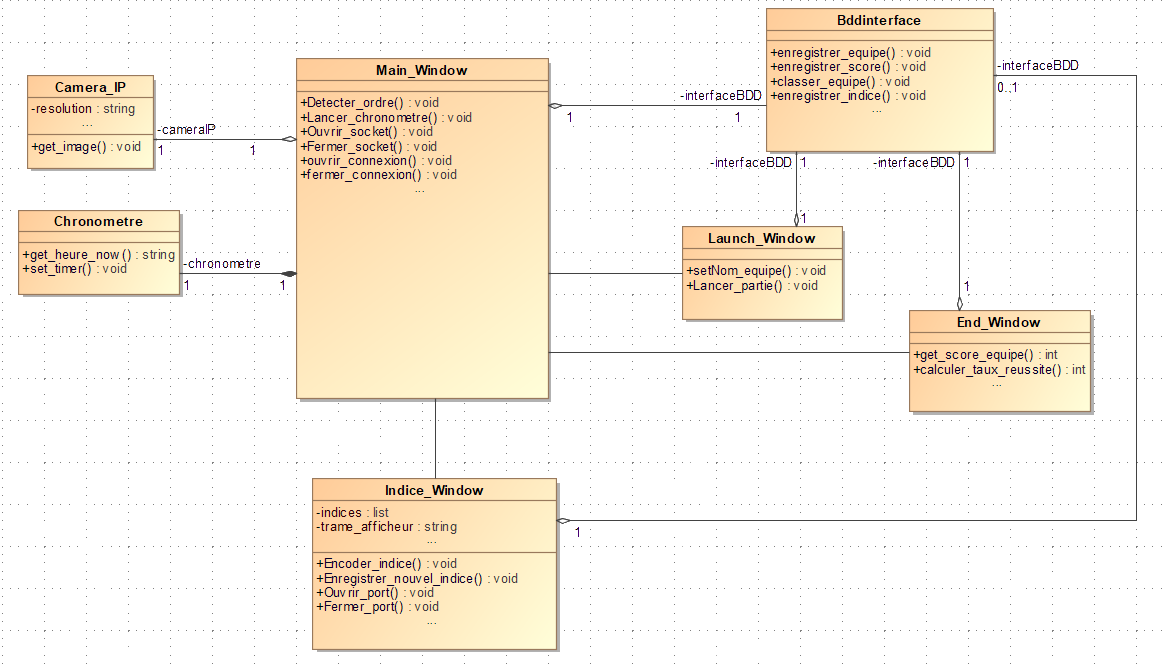 Bddinterface
+enregistrer_equipe() : void
+enregistrer_score() : void
+classer_equipe() : void
+enregistrer_indice() : void
...
-interfaceBDD
0..1
Main_Window
+Detecter_ordre() : void
+Lancer_chronometre() : void
+Ouvrir_socket() : void
+Fermer_socket() : void
+ouvrir_connexion() : void
+fermer_connexion() : void
...
Camera_IP
-resolution : string
...
+get_image() : void
-cameraIP
1
1
-interfaceBDD
1
1
-interfaceBDD
1
-interfaceBDD
1
Chronometre
+get_heure_now() : string
+set_timer() : void
-chronometre
1
1
1
Launch_Window
+setNom_equipe() : void
+Lancer_partie() : void
1
End_Window
+get_score_equipe() : int
+calculer_taux_reussite() : int
...
Indice_Window
-indices : list
-trame_afficheur : string
...
+Encoder_indice() : void
+Enregistrer_nouvel_indice() : void
+Ouvrir_port() : void
+Fermer_port() : void
...
1